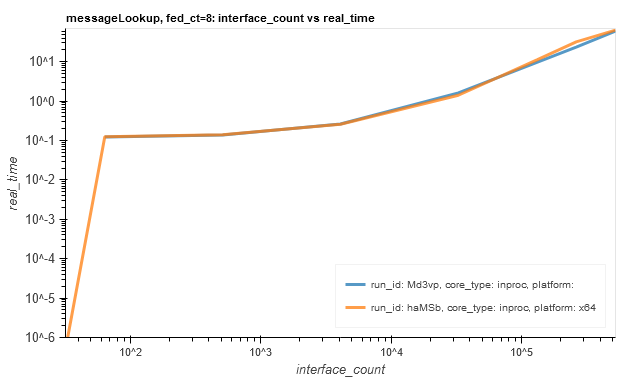 messageLookup, fed_ct=8: interface_count vs real_time
real_time
10^1
10^0
10^-1
10^-2
10^-3
10^-4
10^-5
10^-6
10^2
10^3
10^4
10^5
interface_count
run_id: Md3vp, core_type: inproc, platform:
run_id: haMSb, core_type: inproc, platform: x64